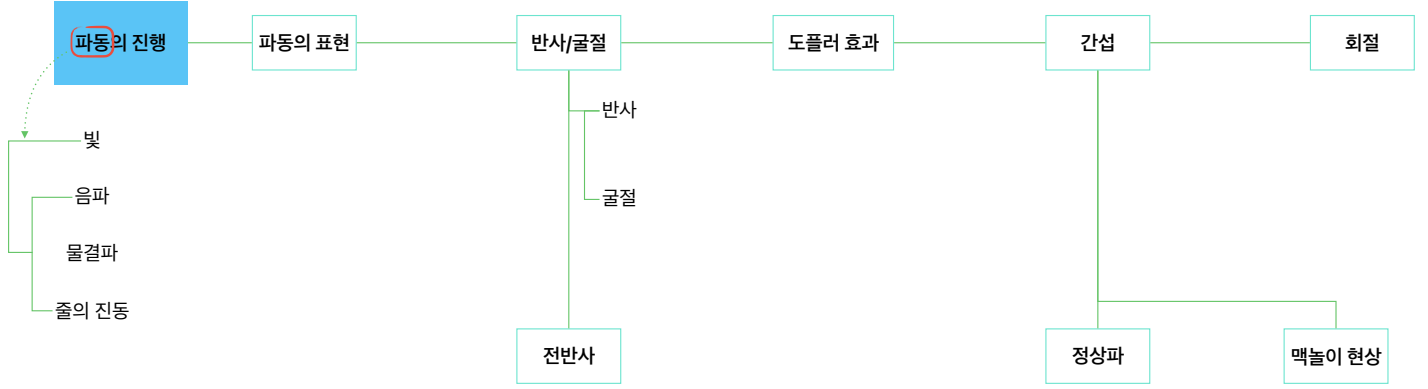 파동의 진행
파동의 표현
반사/굴절
도플러 효과
간섭
회절
반사
빛
음파
굴절
물결파
줄의 진동
전반사
정상파
맥놀이 현상